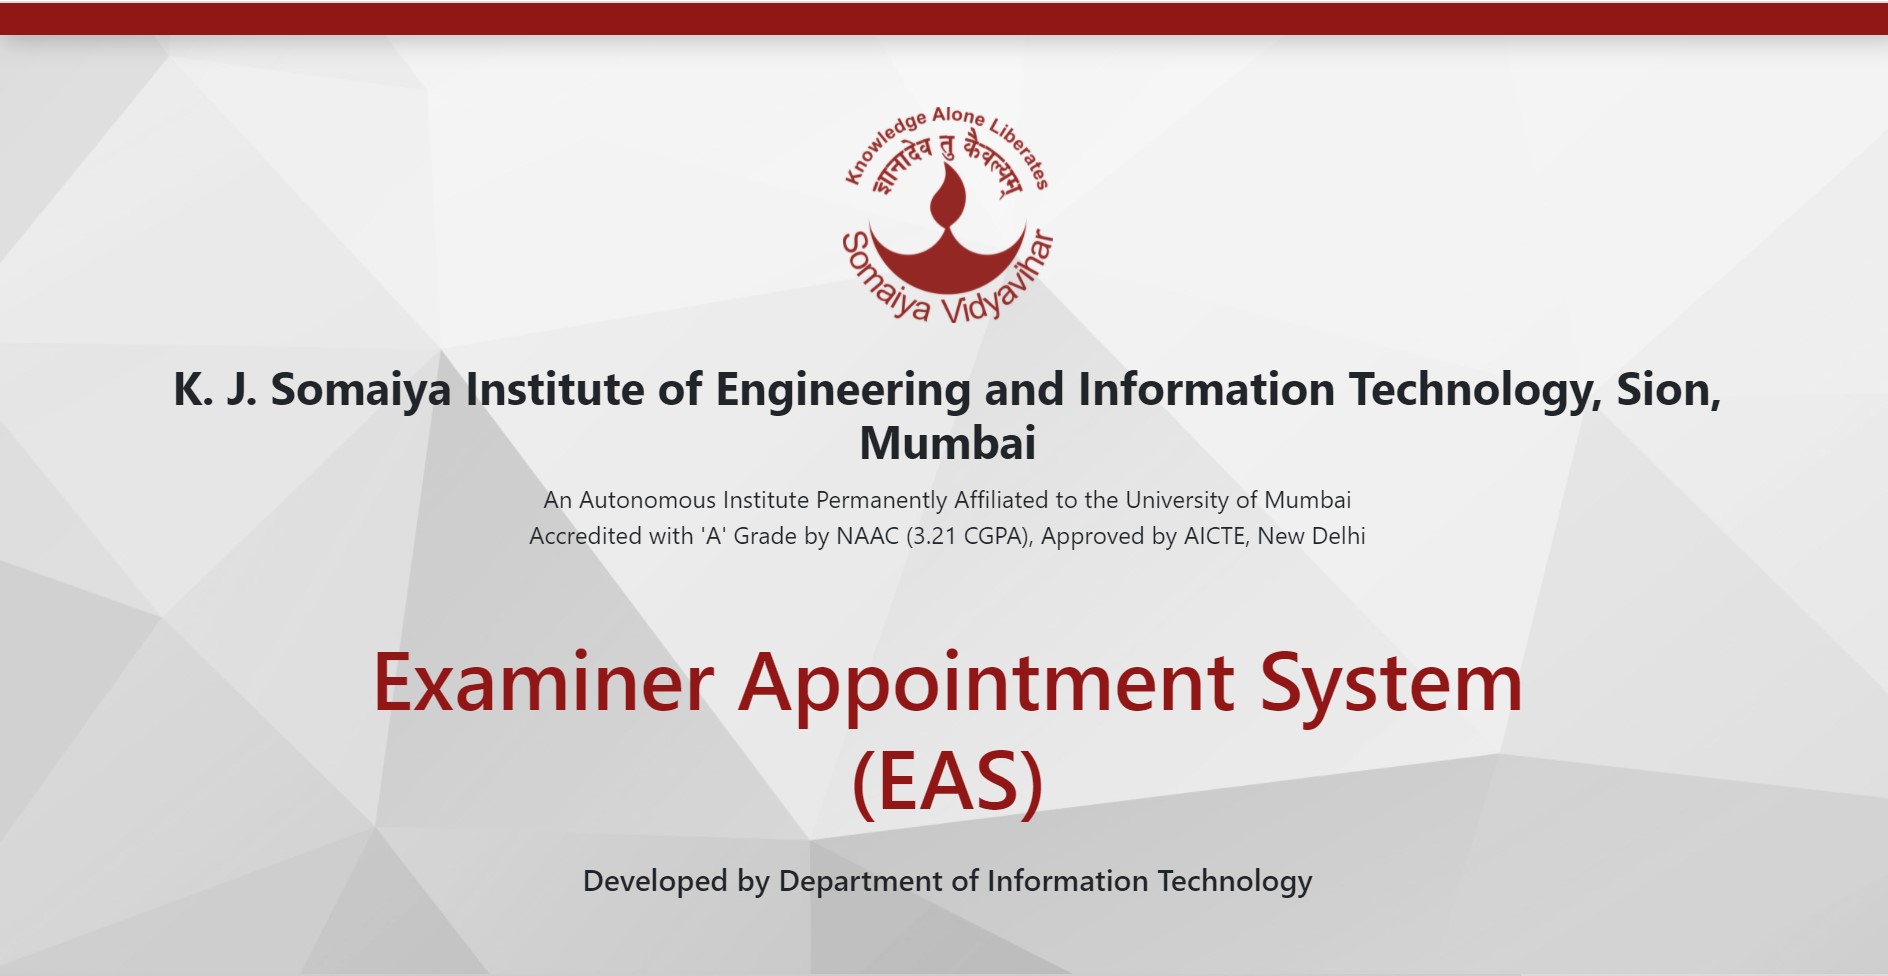 Knowledge Alone Liberates
ज्ञानादेव तु कैवल्यम्
Somaiya Vidyavihar
K. J. Somaiya Institute of Engineering and Information Technology, Sion,
Mumbai
An Autonomous Institute Permanently Affiliated to the University of Mumbai
Accredited with 'A' Grade by NAAC (3.21 CGPA), Approved by AICTE, New Delhi
Examiner Appointment System
(EAS)
Developed by Department of Information Technology